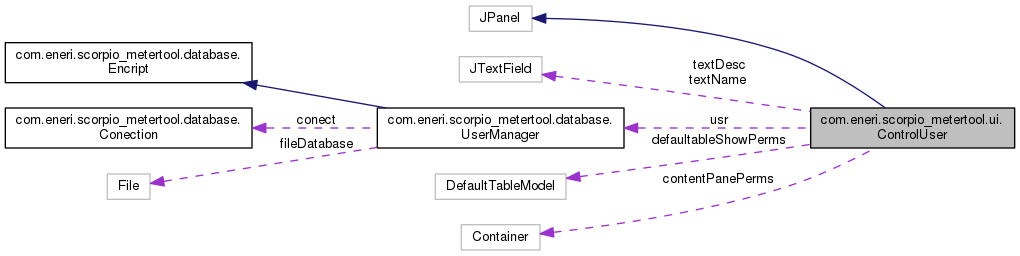 JPanel
com.eneri.scorpio_metertool.database.
Encript
JTextField
textDesc
textName
com.eneri.scorpio_metertool.database.
Conection
conect
fileDatabase
com.eneri.scorpio_metertool.database.
UserManager
usr
defaultableShowPerms
com.eneri.scorpio_metertool.ui.
ControlUser
File
DefaultTableModel
contentPanePerms
Container